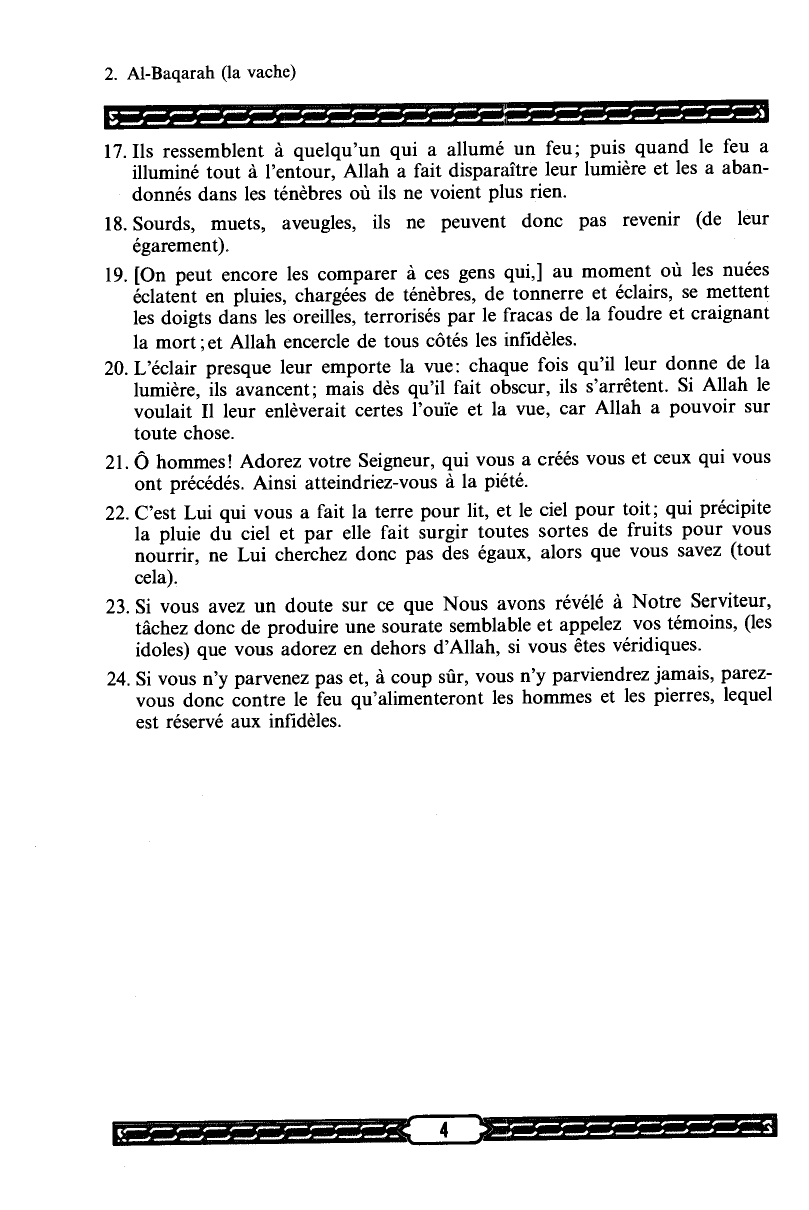 2. Al-Baqarah (la vache)
17. Ils ressemblent à quelqu'un qui a allumé un feu; puis quand le feu a
illuminé tout à l'entour, Allah a fait disparaître leur lumière et les a aban-
donnés dans les ténèbres où ils ne voient plus rien.
18. Sourds, muets, aveugles, ils ne peuvent donc pas revenir (de leur
égarement).
19. [On peut encore les comparer à ces gens qui,] au moment où les nuées
éclatent en pluies, chargées de ténèbres, de tonnerre et éclairs, se mettent
les doigts dans les oreilles, terrorisés par le fracas de la foudre et craignant
la mort ; et Allah encercle de tous côtés les infidèles.
20. L'éclair presque leur emporte la vue: chaque fois qu'il leur donne de la
lumière, ils avancent; mais dès qu'il fait obscur, ils s'arrêtent. Si Allah le
voulait Il leur enlèverait certes l'ouïe et la vue, car Allah a pouvoir sur
toute chose.
21. Ô hommes! Adorez votre Seigneur, qui vous a créés vous et ceux qui vous
ont précédés. Ainsi atteindriez-vous à la piété.
22. C'est Lui qui vous a fait la terre pour lit, et le ciel pour toit; qui précipite
la pluie du ciel et par elle fait surgir toutes sortes de fruits pour vous
nourrir, ne Lui cherchez donc pas des égaux, alors que vous savez (tout
cela).
23. Si vous avez un doute sur ce que Nous avons révélé à Notre Serviteur,
tâchez donc de produire une sourate semblable et appelez vos témoins, (les
idoles) que vous adorez en dehors d'Allah, si vous êtes véridiques.
24. Si vous n'y parvenez pas et, à coup sûr, vous n'y parviendrez jamais, parez-
vous donc contre le feu qu'alimenteront les hommes et les pierres, lequel
est réservé aux infidèles.
4